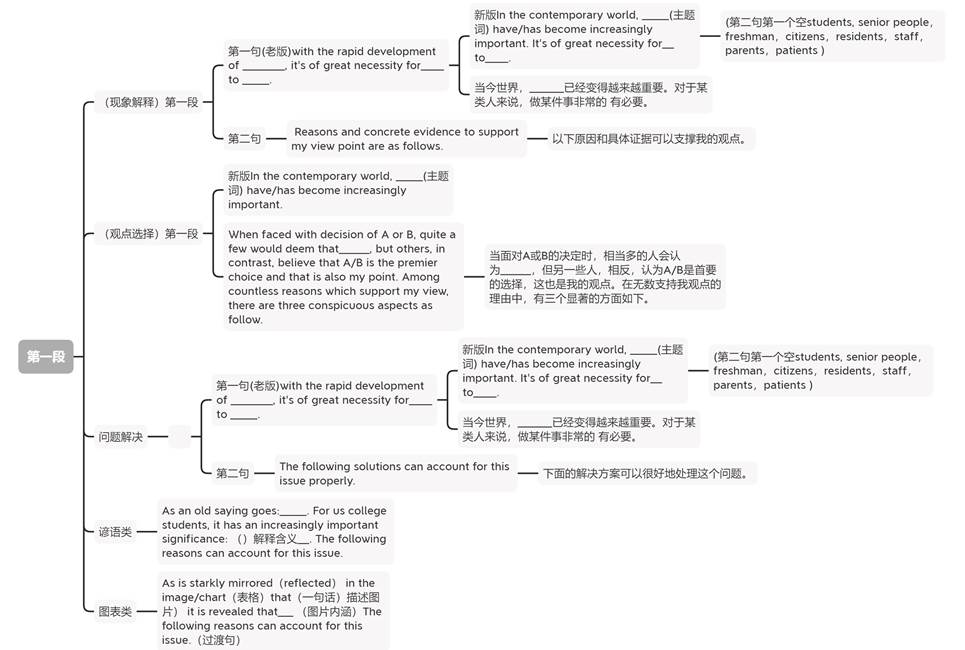 第一段
（现象解释）第一段
第一句(老版)with the rapid development
of _______, it's of great necessity for____
to _____.
新版In the contemporary world, _____(主题
词) have/has become increasingly
important. It's of great necessity for__
to____.
(第二句第一个空students, senior people,
freshman，citizens，residents，staff，
parents，patients )
当今世界，______已经变得越来越重要。对于某
类人来说，做某件事非常的 有必要。
第二句
Reasons and concrete evidence to support
my view point are as follows.
以下原因和具体证据可以支撑我的观点。
（观点选择）第一段
新版In the contemporary world, _____(主题
词) have/has become increasingly
important.
When faced with decision of A or B, quite a
few would deem that_____, but others, in
contrast, believe that A/B is the premier
choice and that is also my point. Among
countless reasons which support my view,
there are three conspicuous aspects as
follow.
当面对A或B的决定时，相当多的人会认
为______，但另一些人，相反，认为A/B是首要
的选择，这也是我的观点。在无数支持我观点的
理由中，有三个显著的方面如下。
问题解决
第一句(老版)with the rapid development
of _______, it's of great necessity for____
to _____.
新版In the contemporary world, _____(主题
词) have/has become increasingly
important. It's of great necessity for__
to____.
(第二句第一个空students, senior people,
freshman，citizens，residents，staff，
parents，patients )
当今世界，______已经变得越来越重要。对于某
类人来说，做某件事非常的 有必要。
第二句
The following solutions can account for this
issue properly.
下面的解决方案可以很好地处理这个问题。
谚语类
As an old saying goes:_____. For us college
students, it has an increasingly important
significance: （）解释含义__. The following
reasons can account for this issue.
图表类
As is starkly mirrored（reflected） in the
image/chart（表格）that（一句话）描述图
片） it is revealed that___ （图片内涵）The
following reasons can account for this
issue.（过渡句）